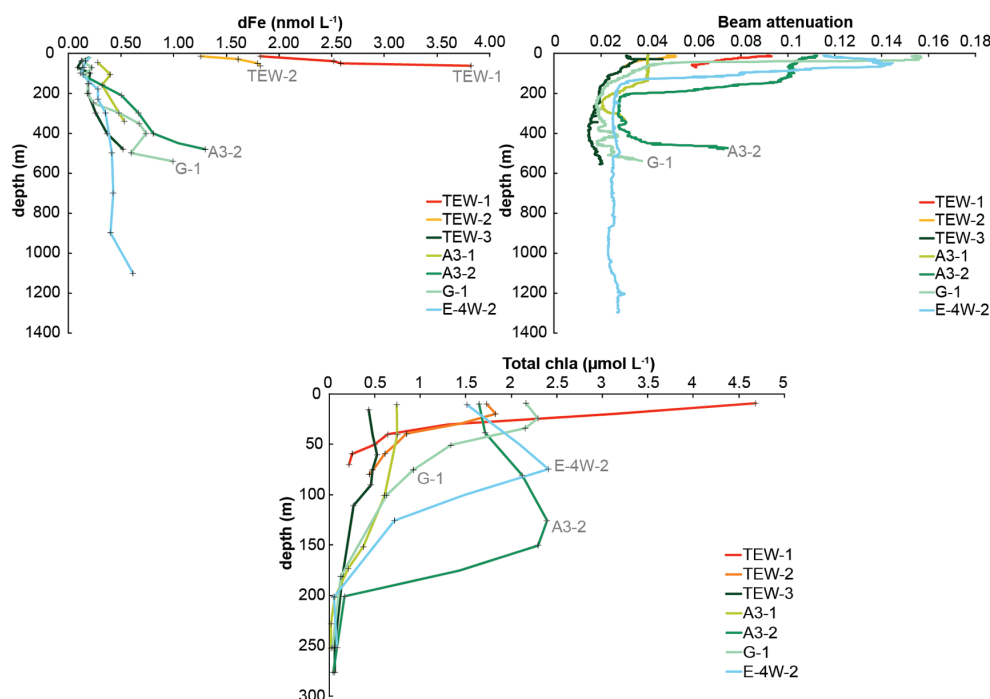 dFe (nmol L⁻¹)
0.00 0.50 1.00 1.50 2.00 2.50 3.00 3.50 4.00
0
200
400
600
800
1000
1200
1400
depth (m)
TEW-2
TEW-1
A3-2
G-1
TEW-1
TEW-2
TEW-3
A3-1
A3-2
G-1
E-4W-2
Beam attenuation
0 0.02 0.04 0.06 0.08 0.10 0.12 0.14 0.16 0.18
0
200
400
600
800
1000
1200
1400
depth (m)
A3-2
G-1
TEW-1
TEW-2
TEW-3
A3-1
A3-2
G-1
E-4W-2
Total chla (µmol L⁻¹)
0 0.5 1 1.5 2 2.5 3 3.5 4 4.5 5
0
50
100
150
200
250
300
depth (m)
E-4W-2
G-1
A3-2
TEW-1
TEW-2
TEW-3
A3-1
A3-2
G-1
E-4W-2